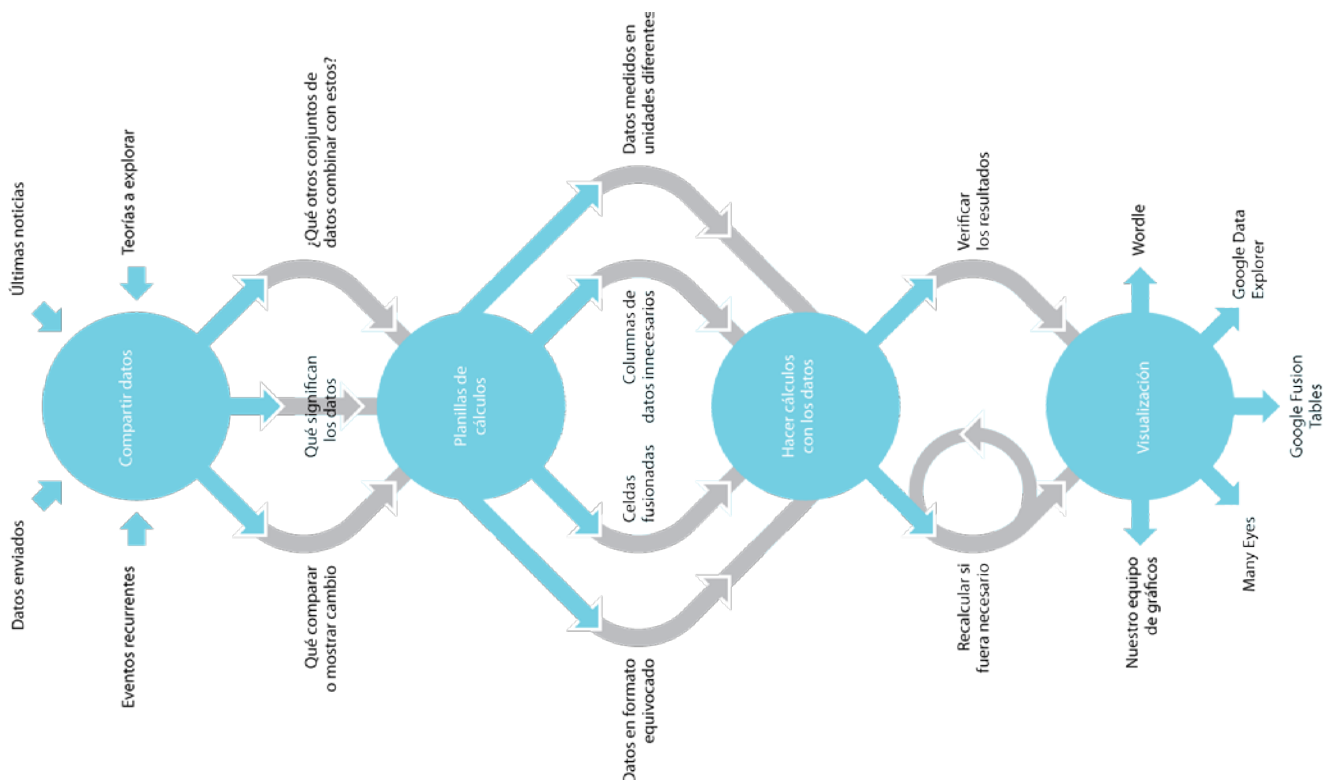 Datos enviados
Últimas noticias
Eventos recurrentes
Teorías a explorar
Compartir datos
Qué comparar
o mostrar cambio
Qué significan
los datos
¿Qué otros conjuntos de
datos combinar con estos?
Planillas de
cálculos
Datos en formato
equivocado
Celdas
fusionadas
Columnas de
datos innecesarios
Datos medidos en
unidades diferentes
Hacer cálculos
con los datos
Recalcular si
fuera necesario
Verificar
los resultados
Visualización
Nuestro equipo
de gráficos
Many Eyes
Google Fusion
Tables
Google Data
Explorer
Wordle